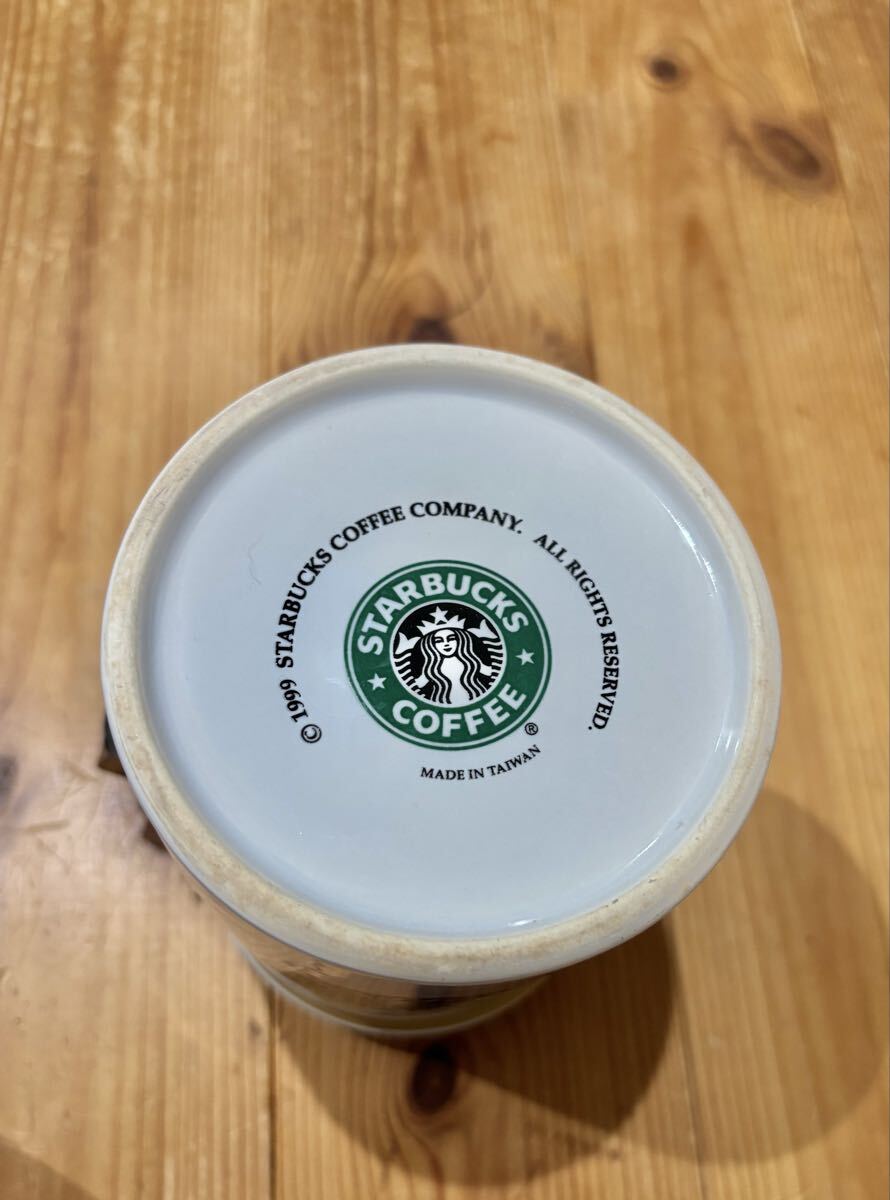 © 1999 STARBUCKS COFFEE COMPANY. ALL RIGHTS RESERVED.
STARBUCKS
COFFEE
®
MADE IN TAIWAN